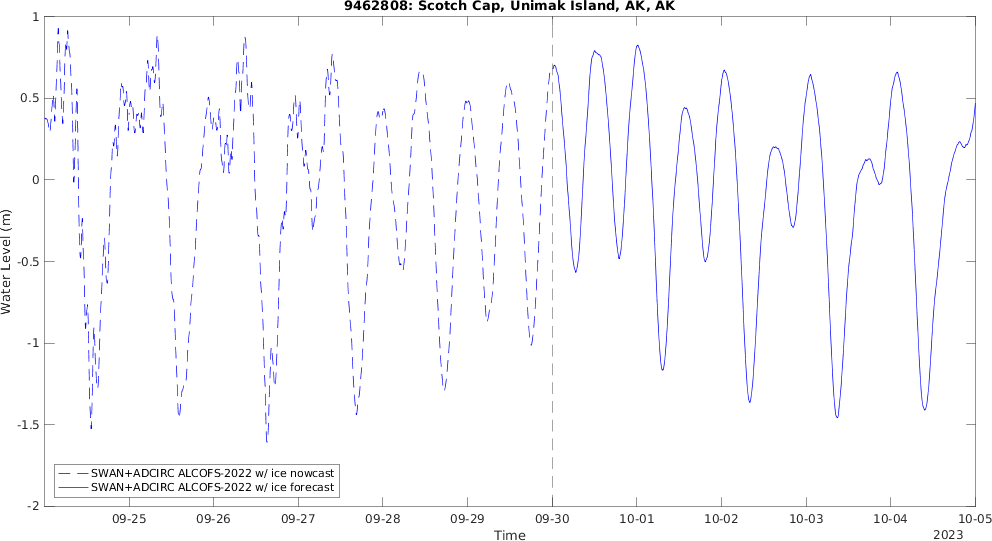 9462808: Scotch Cap, Unimak Island, AK, AK
Water Level (m)
1
0.5
0
-0.5
-1
-1.5
-2
SWAN+ADCIRC ALCOFS-2022 w/ ice nowcast
SWAN+ADCIRC ALCOFS-2022 w/ ice forecast
09-25 09-26 09-27 09-28 09-29 09-30 10-01 10-02 10-03 10-04 10-05
Time
2023